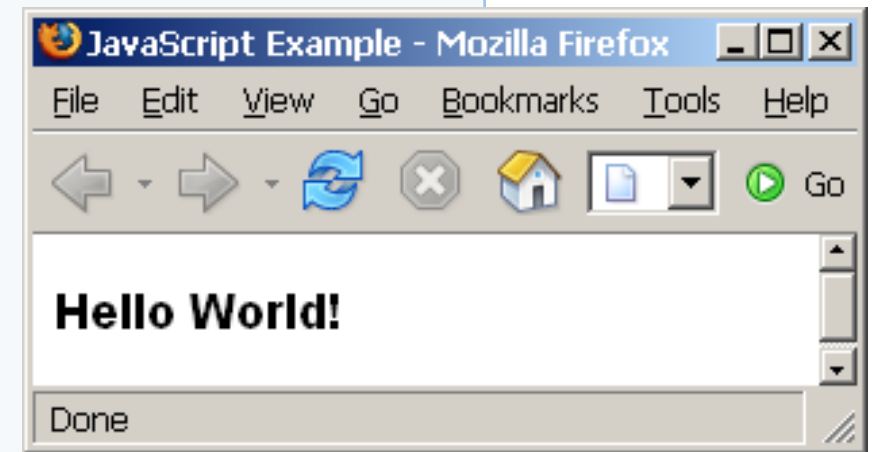 JavaScript Example - Mozilla Firefox
File Edit View Go Bookmarks Tools Help
Go
Hello World!
Done